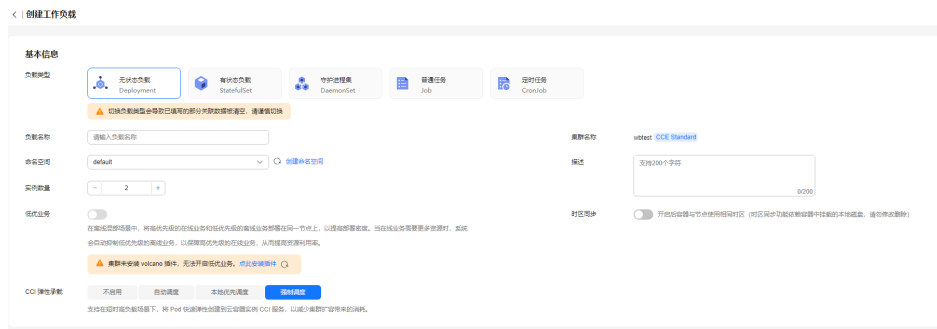 < | 创建工作负载
基本信息
负载类型
无状态负载
Deployment
有状态负载
StatefulSet
守护进程集
DaemonSet
普通任务
Job
定时任务
CronJob
切换负载类型会导致已填写的部分关联数据被清空，请谨慎切换
负载名称
请输入负载名称
集群名称
wbtest CCE Standard
命名空间
default
创建命名空间
描述
支持200个字符
0/200
实例数量
− 2 +
低优业务
在离线混部场景中，将高优先级的在线业务和低优先级的离线业务部署在同一节点上，以提高部署密度。当在线业务需要更多资源时，系统
会自动抑制低优先级的离线业务，以保障高优先级的在线业务，从而提高资源利用率。
时区同步
开启后容器与节点使用相同时区（时区同步功能依赖容器中挂载的本地磁盘，请勿修改删除）
集群未安装 volcano 插件，无法开启低优业务。点此安装插件
CCI 弹性承载
不启用
自动调度
本地优先调度
强制调度
支持在短时高负载场景下，将 Pod 快速弹性创建到云容器实例 CCI 服务，以减少集群扩容带来的消耗。